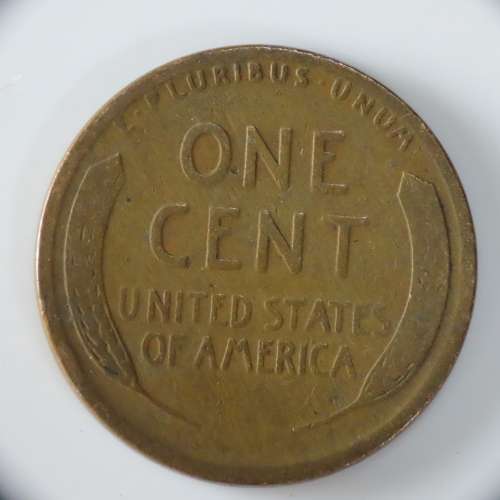 E·PLURIBUS·UNUM
ONE
CENT
UNITED STATES
OF AMERICA